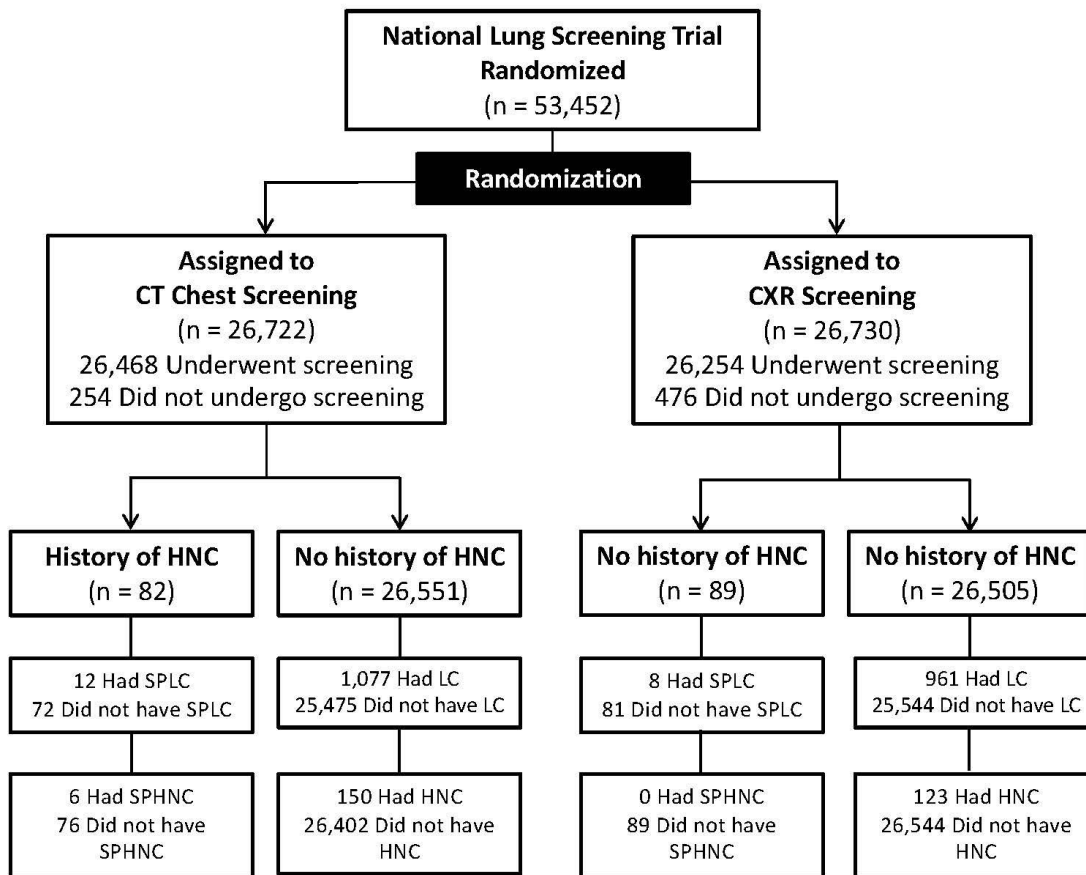 National Lung Screening Trial
Randomized
(n = 53,452)
Randomization
Assigned to
CT Chest Screening
(n = 26,722)
26,468 Underwent screening
254 Did not undergo screening
Assigned to
CXR Screening
(n = 26,730)
26,254 Underwent screening
476 Did not undergo screening
History of HNC
(n = 82)
No history of HNC
(n = 26,551)
No history of HNC
(n = 89)
No history of HNC
(n = 26,505)
12 Had SPLC
72 Did not have SPLC
1,077 Had LC
25,475 Did not have LC
8 Had SPLC
81 Did not have SPLC
961 Had LC
25,544 Did not have LC
6 Had SPHNC
76 Did not have
SPHNC
150 Had HNC
26,402 Did not have
HNC
0 Had SPHNC
89 Did not have
SPHNC
123 Had HNC
26,544 Did not have
HNC